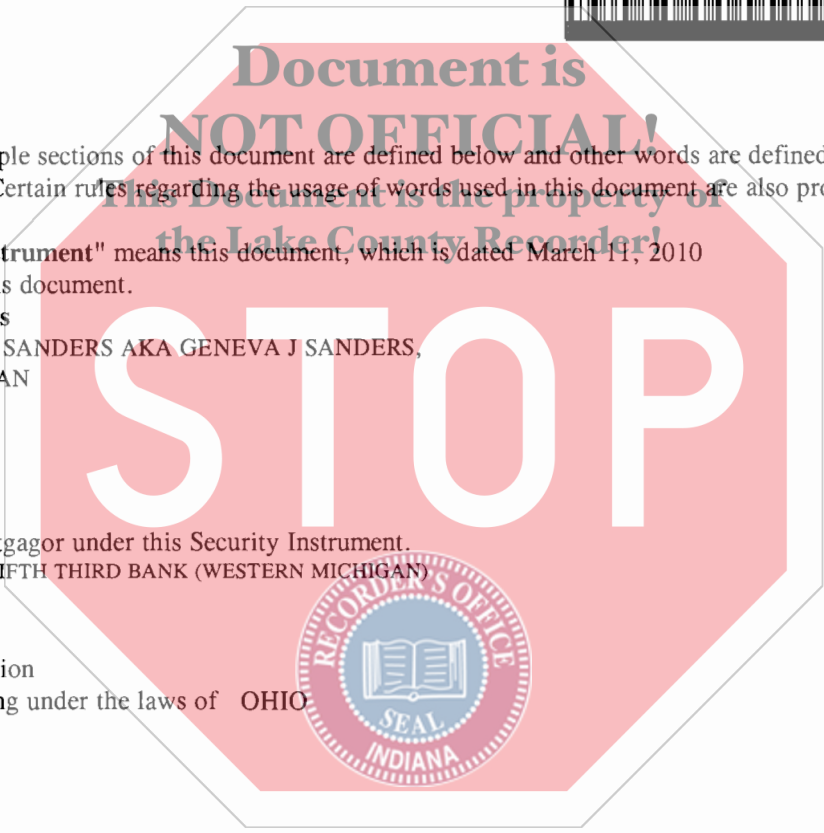 Document is
NOT OFFICIAL!
ple sections of this document are defined below and other words are defined
Certain rules regarding the usage of words used in this document are also pro
This Document is the property of
the Lake County Recorder!
trument" means this document, which is dated March 11, 2010
is document.
s
SANDERS AKA GENEVA J SANDERS,
AN
STOP
tgagor under this Security Instrument.
IFTH THIRD BANK (WESTERN MICHIGAN)
RECORDER'S OFFICE
tion
ng under the laws of OHIO
SEAL
INDIANA